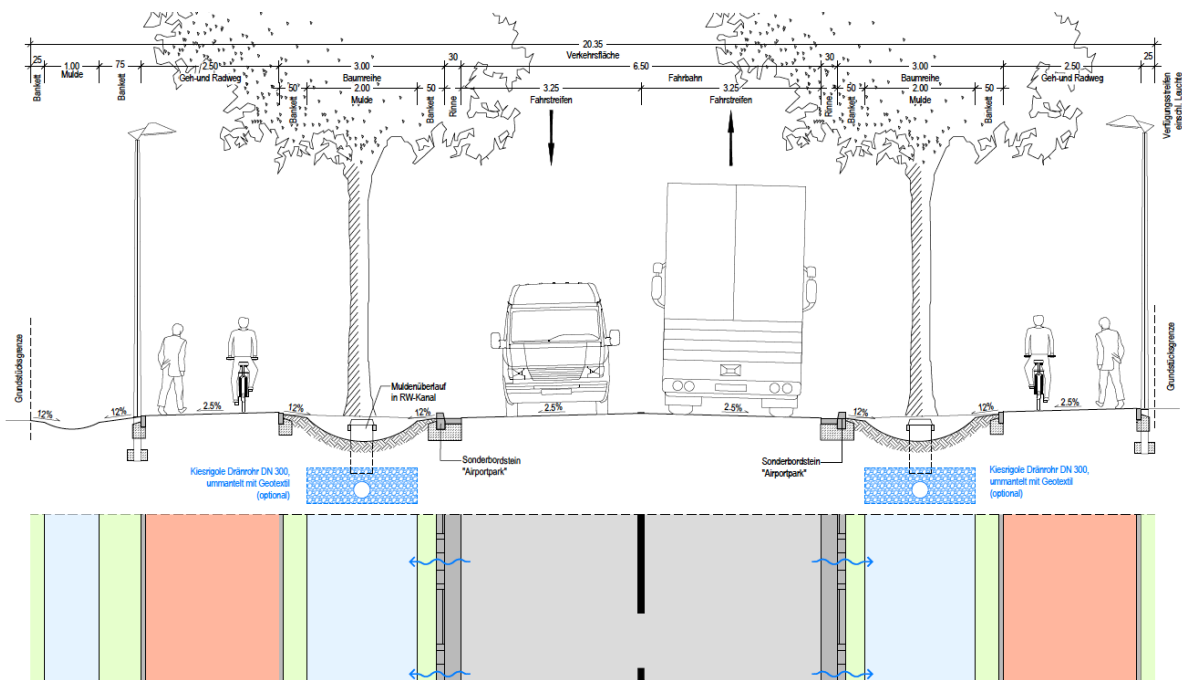 20.35
Verkehrsfläche
25
1.00
75
2.50
3.00
30
6.50
30
3.00
2.50
25
Bankett
Mulde
Bankett
Geh-und Radweg
Baumreihe
Rinne
Fahrbahn
Rinne
Baumreihe
Geh-und Radweg
Verfügungsstreifen
einschl. Leuchte
50
2.00
50
3.25
3.25
50
2.00
50
Bankett
Mulde
Bankett
Fahrstreifen
Fahrstreifen
Bankett
Mulde
Bankett
Grundstücksgrenze
Grundstücksgrenze
Muldenüberlauf
in RW-Kanal
12%
12%
2.5%
12%
12%
2.5%
2.5%
12%
12%
2.5%
Sonderbordstein
"Airportpark"
Sonderbordstein
"Airportpark"
Kiesrigole Dränrohr DN 300,
ummantelt mit Geotextil
(optional)
Kiesrigole Dränrohr DN 300,
ummantelt mit Geotextil
(optional)